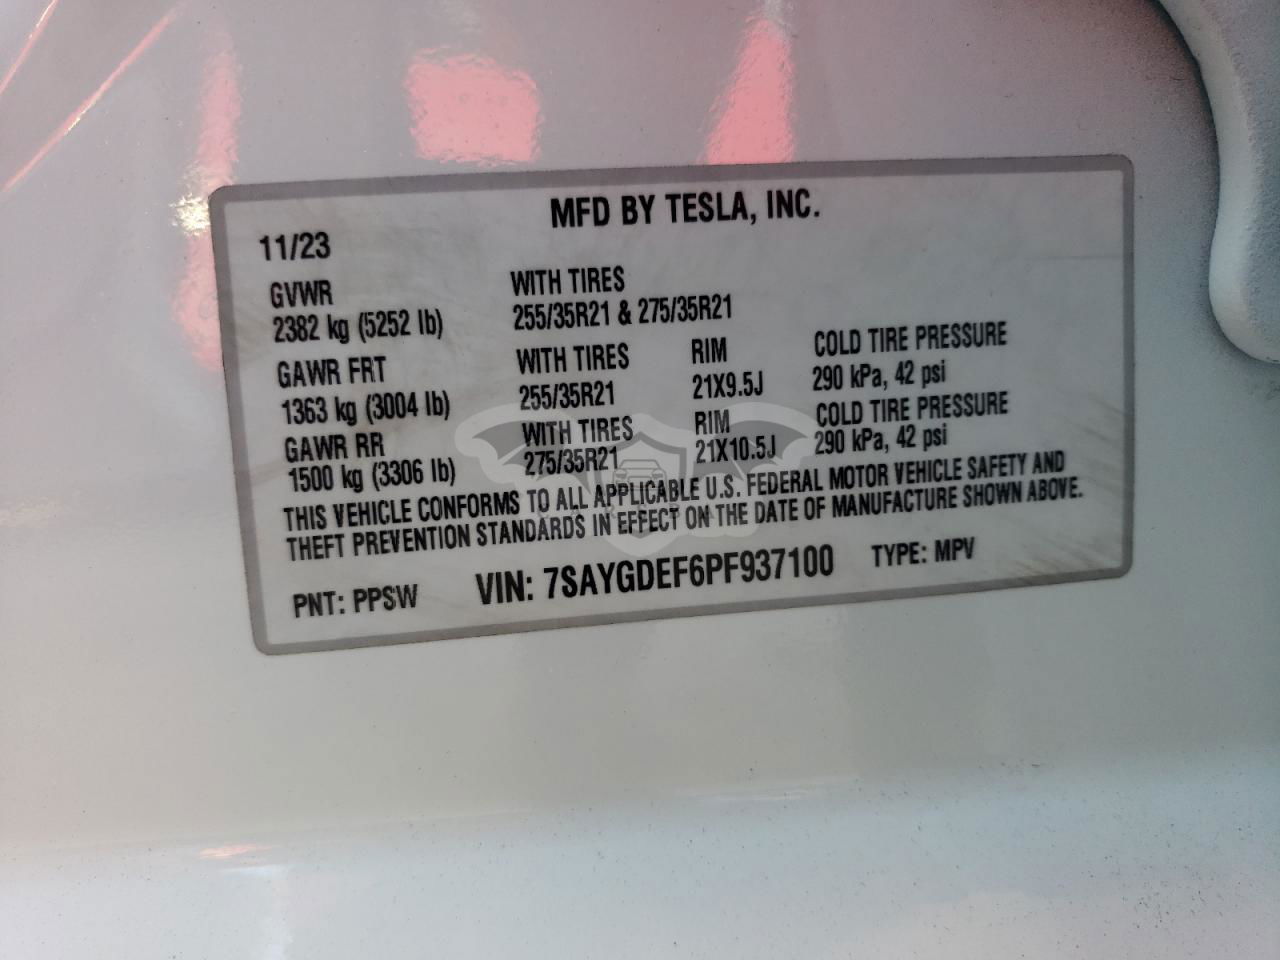 MFD BY TESLA, INC.
11/23
GVWR WITH TIRES
2382 kg (5252 lb) 255/35R21 & 275/35R21
GAWR FRT WITH TIRES RIM COLD TIRE PRESSURE
1363 kg (3004 lb) 255/35R21 21X9.5J 290 kPa, 42 psi
GAWR RR WITH TIRES RIM COLD TIRE PRESSURE
1500 kg (3306 lb) 275/35R21 21X10.5J 290 kPa, 42 psi
THIS VEHICLE CONFORMS TO ALL APPLICABLE U.S. FEDERAL MOTOR VEHICLE SAFETY AND
THEFT PREVENTION STANDARDS IN EFFECT ON THE DATE OF MANUFACTURE SHOWN ABOVE.
PNT: PPSW VIN: 7SAYGDEF6PF937100 TYPE: MPV